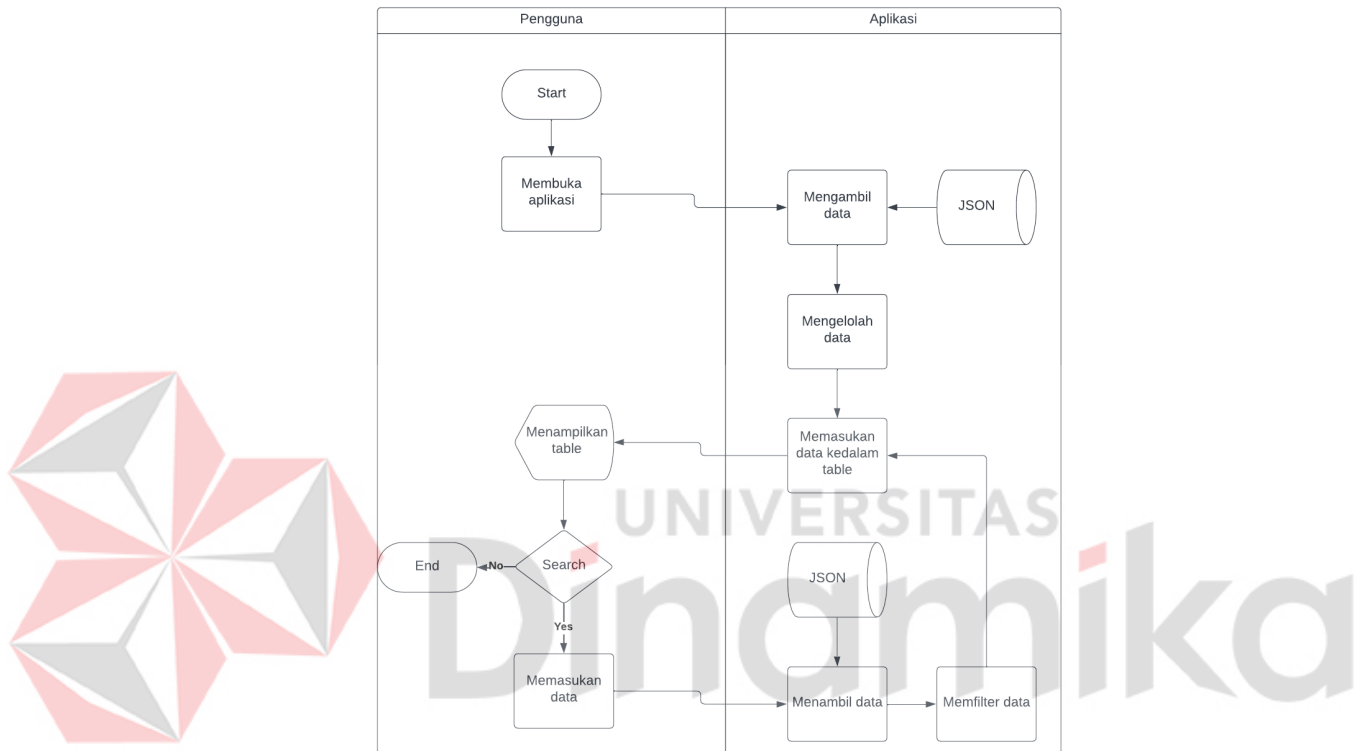 Pengguna
Aplikasi
Start
Membuka
aplikasi
Mengambil
data
JSON
Mengelolah
data
Menampilkan
table
Memasukan
data kedalam
table
UNIVERSITAS
Dinamika
End
No
Search
JSON
Yes
Memasukan
data
Menambil data
Memfilter data